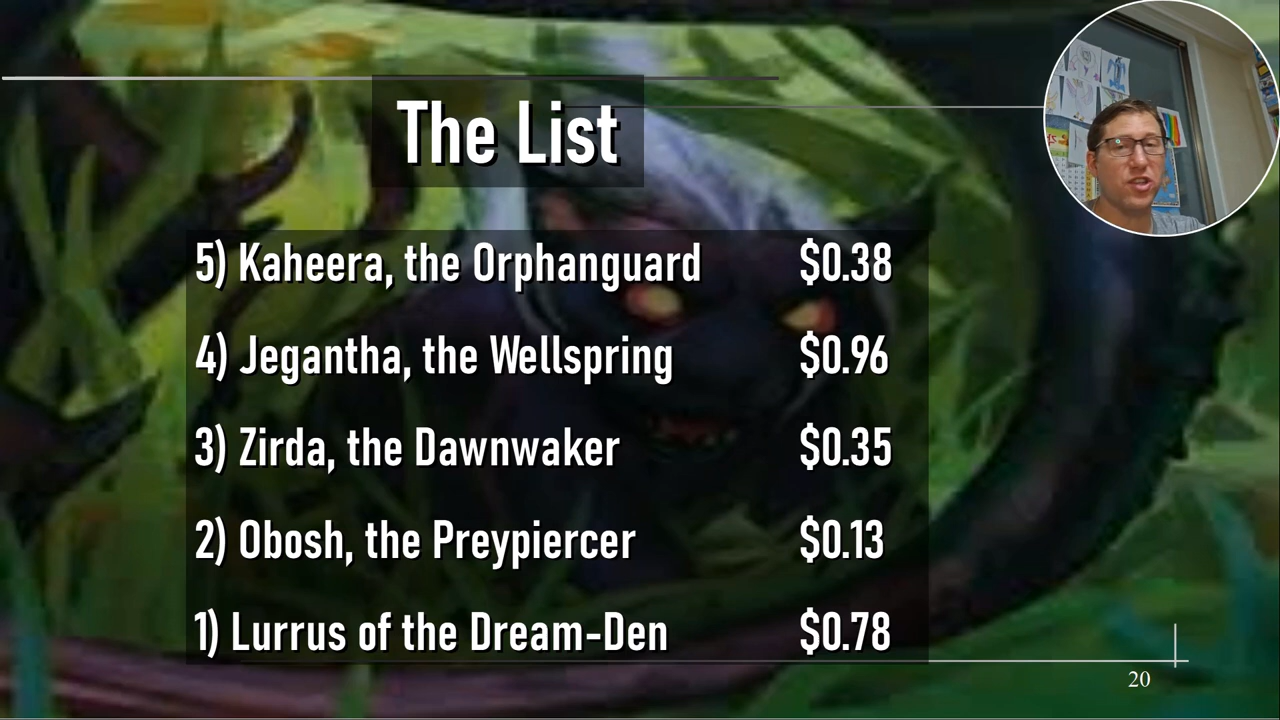 The List
5) Kaheera, the Orphanguard $0.38
4) Jegantha, the Wellspring $0.96
3) Zirda, the Dawnwaker $0.35
2) Obosh, the Preypiercer $0.13
1) Lurrus of the Dream-Den $0.78
20